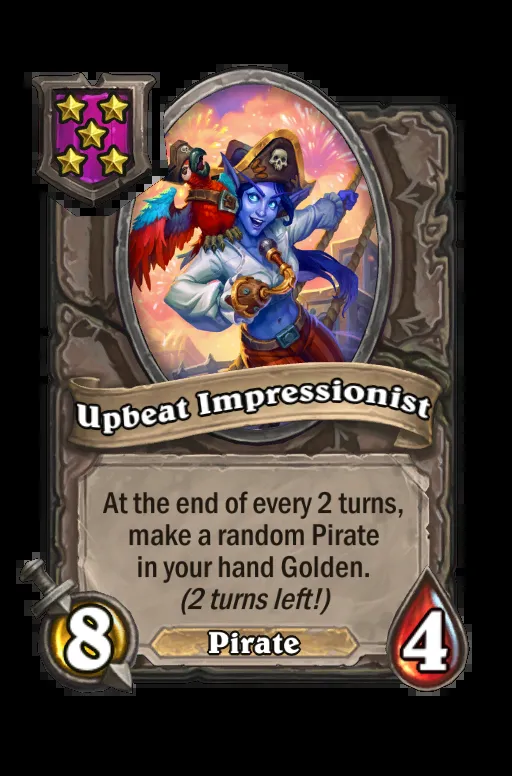 Upbeat Impressionist
At the end of every 2 turns,
make a random Pirate
in your hand Golden.
(2 turns left!)
8
Pirate
4